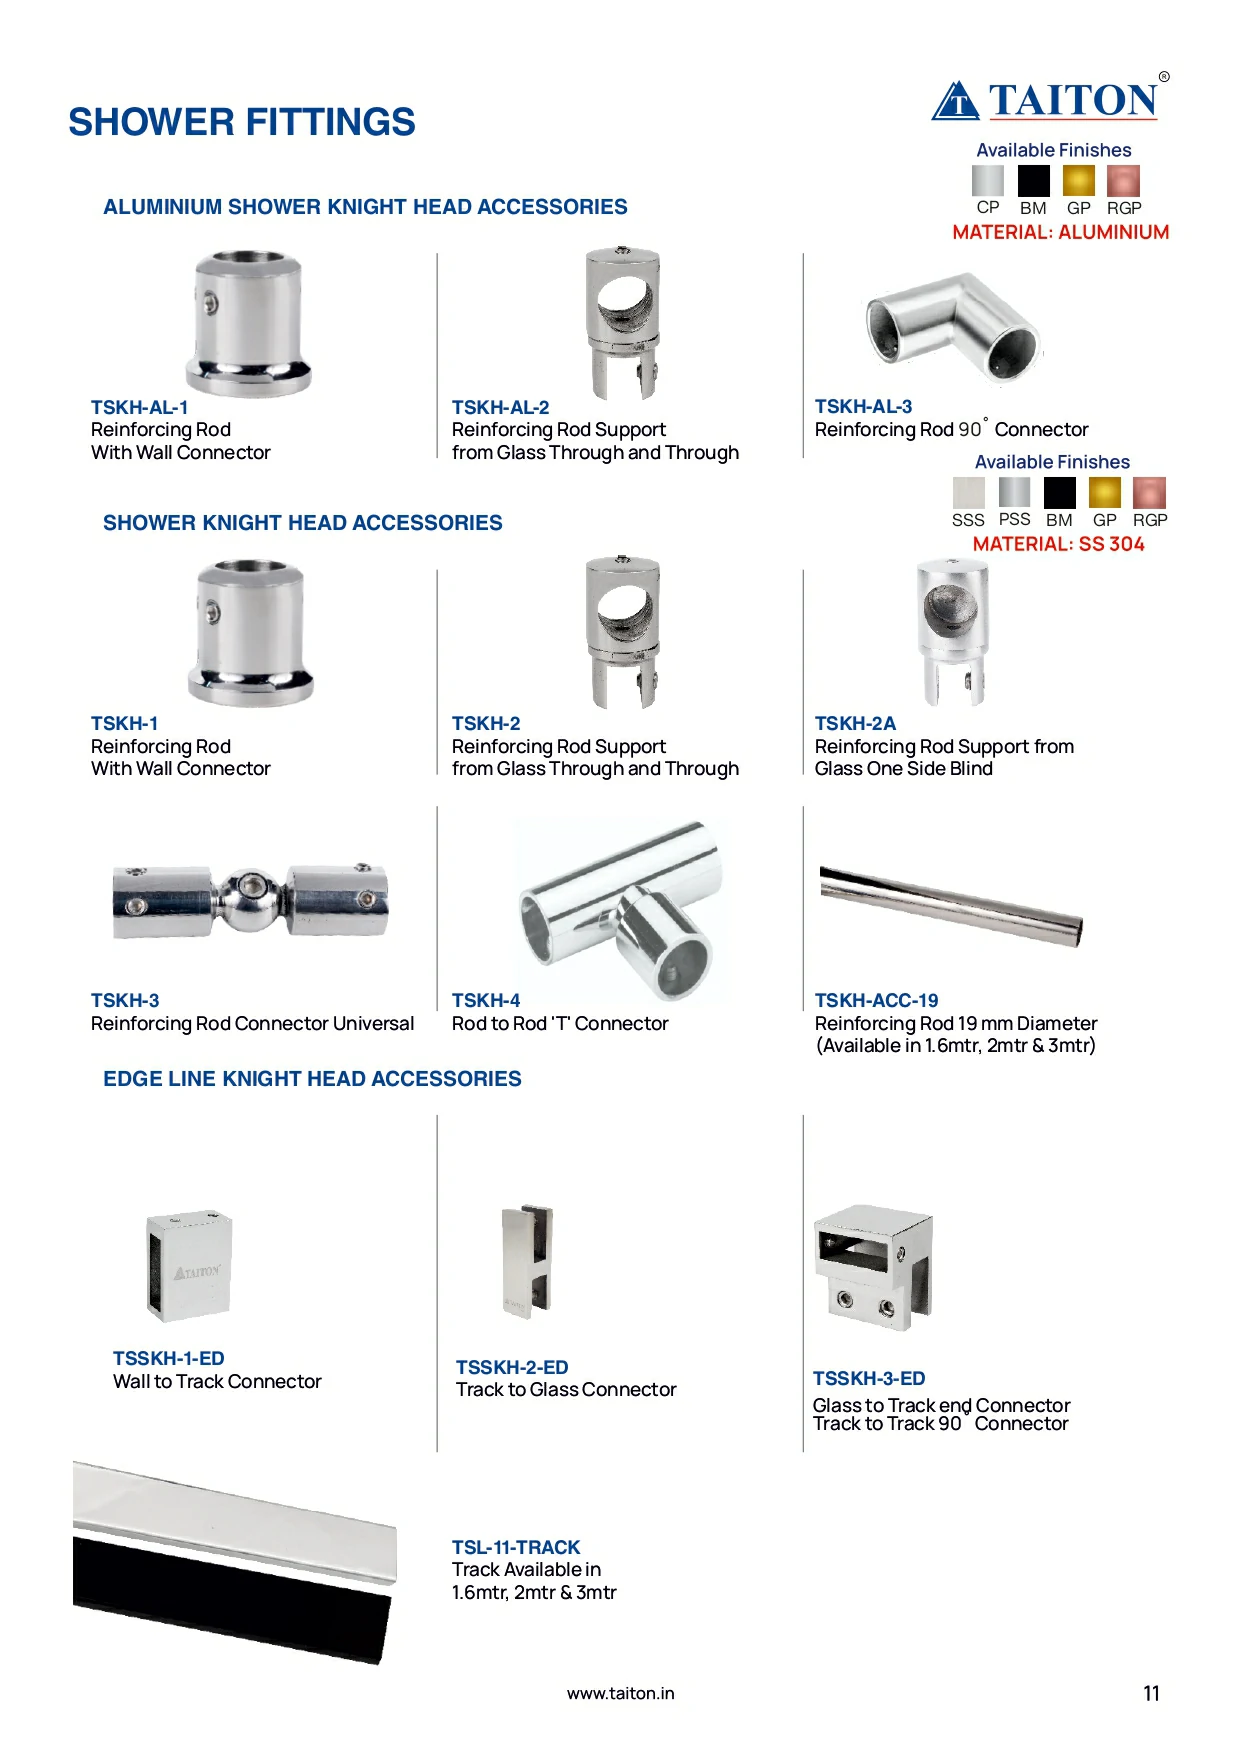 SHOWER FITTINGS
TAITON®
Available Finishes
CP BM GP RGP
MATERIAL: ALUMINIUM
ALUMINIUM SHOWER KNIGHT HEAD ACCESSORIES
TSKH-AL-1
Reinforcing Rod
With Wall Connector
TSKH-AL-2
Reinforcing Rod Support
from Glass Through and Through
TSKH-AL-3
Reinforcing Rod 90° Connector
Available Finishes
SSS PSS BM GP RGP
MATERIAL: SS 304
SHOWER KNIGHT HEAD ACCESSORIES
TSKH-1
Reinforcing Rod
With Wall Connector
TSKH-2
Reinforcing Rod Support
from Glass Through and Through
TSKH-2A
Reinforcing Rod Support from
Glass One Side Blind
TSKH-3
Reinforcing Rod Connector Universal
TSKH-4
Rod to Rod 'T' Connector
TSKH-ACC-19
Reinforcing Rod 19 mm Diameter
(Available in 1.6mtr, 2mtr & 3mtr)
EDGE LINE KNIGHT HEAD ACCESSORIES
TAITON
TSSKH-1-ED
Wall to Track Connector
TSSKH-2-ED
Track to Glass Connector
TSSKH-3-ED
Glass to Track end Connector
Track to Track 90° Connector
TSL-11-TRACK
Track Available in
1.6mtr, 2mtr & 3mtr
www.taiton.in
11